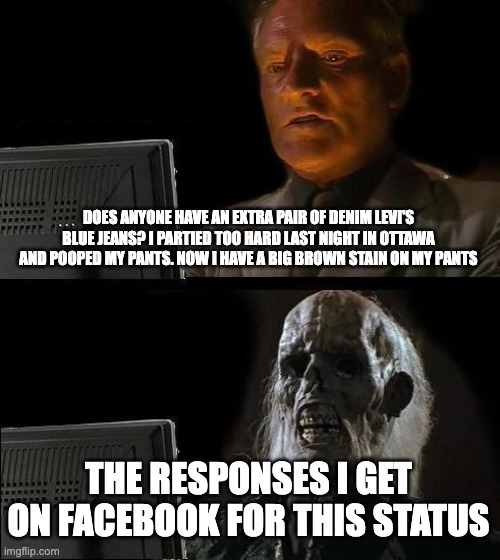 ... DOES ANYONE HAVE AN EXTRA PAIR OF DENIM LEVI'S
BLUE JEANS? I PARTIED TOO HARD LAST NIGHT IN OTTAWA
AND POOPED MY PANTS. NOW I HAVE A BIG BROWN STAIN ON MY PANTS
THE RESPONSES I GET
ON FACEBOOK FOR THIS STATUS
imgflip.com